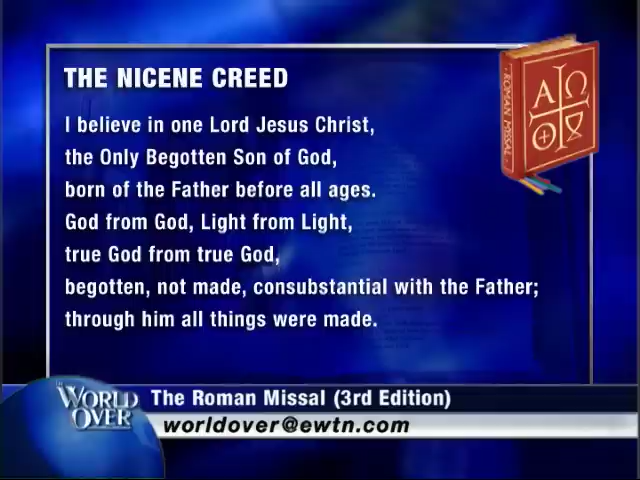 THE NICENE CREED
I believe in one Lord Jesus Christ,
the Only Begotten Son of God,
born of the Father before all ages.
God from God, Light from Light,
true God from true God,
begotten, not made, consubstantial with the Father;
through him all things were made.
ROMAN MISSAL
Α Ω
THE WORLD OVER
The Roman Missal (3rd Edition)
worldover@ewtn.com